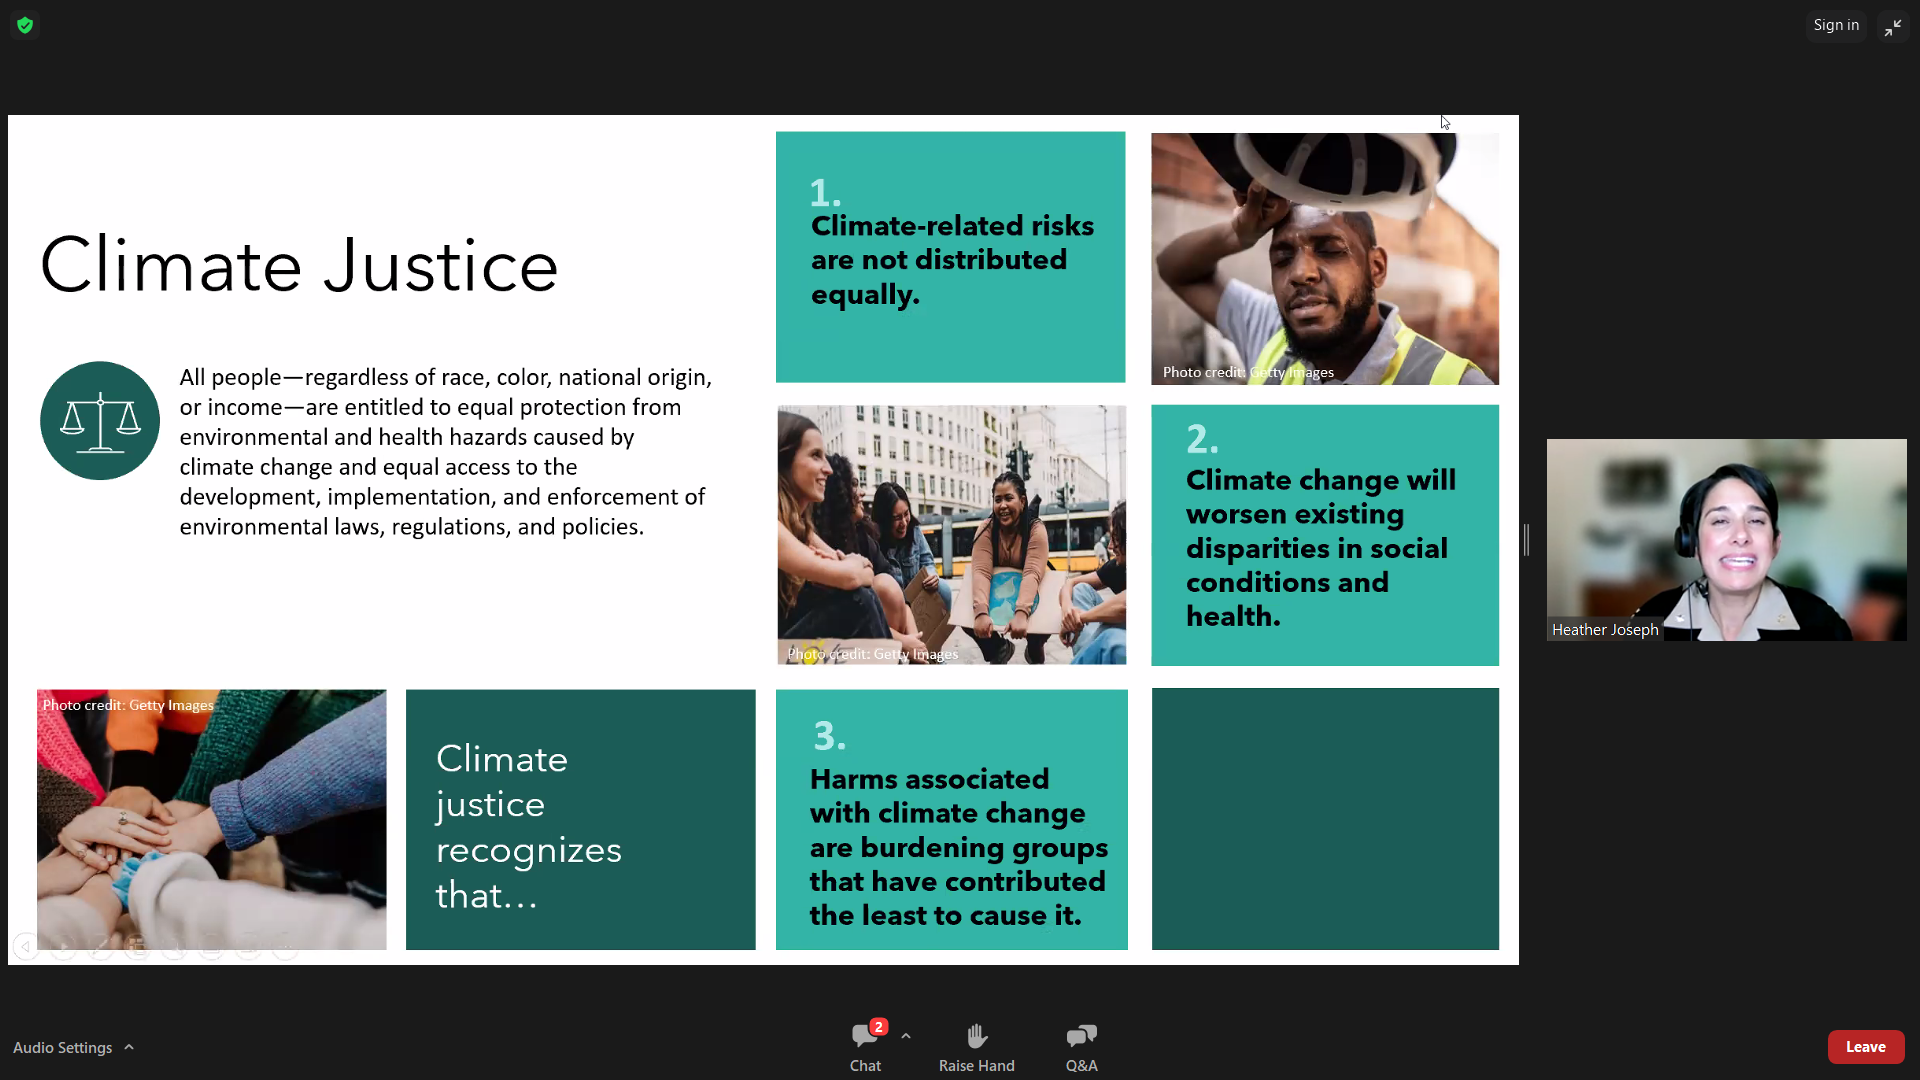 Sign in
Climate Justice
All people—regardless of race, color, national origin,
or income—are entitled to equal protection from
environmental and health hazards caused by
climate change and equal access to the
development, implementation, and enforcement of
environmental laws, regulations, and policies.
1.
Climate-related risks
are not distributed
equally.
Photo credit: Getty Images
Photo credit: Getty Images
2.
Climate change will
worsen existing
disparities in social
conditions and
health.
Heather Joseph
Photo credit: Getty Images
Climate
justice
recognizes
that...
3.
Harms associated
with climate change
are burdening groups
that have contributed
the least to cause it.
Audio Settings
2
Chat
Raise Hand
Q&A
Leave